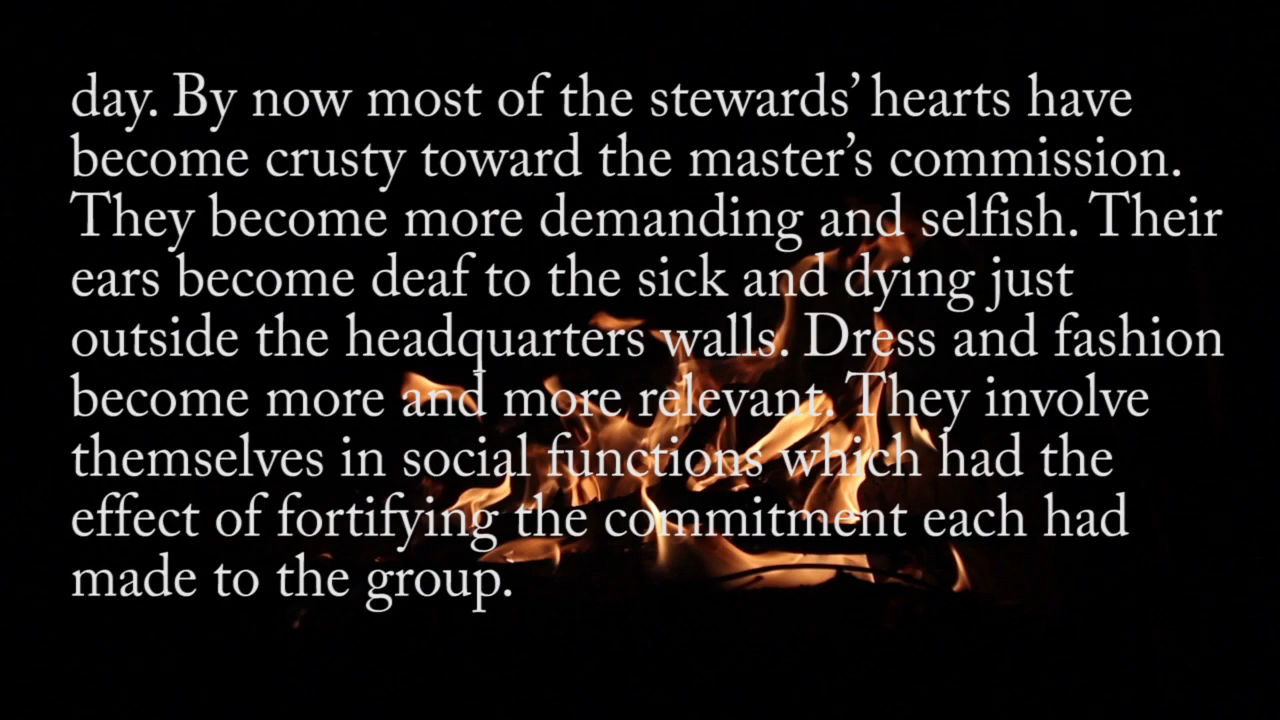 day. By now most of the stewards’ hearts have
become crusty toward the master’s commission.
They become more demanding and selfish. Their
ears become deaf to the sick and dying just
outside the headquarters walls. Dress and fashion
become more and more relevant. They involve
themselves in social functions which had the
effect of fortifying the commitment each had
made to the group.